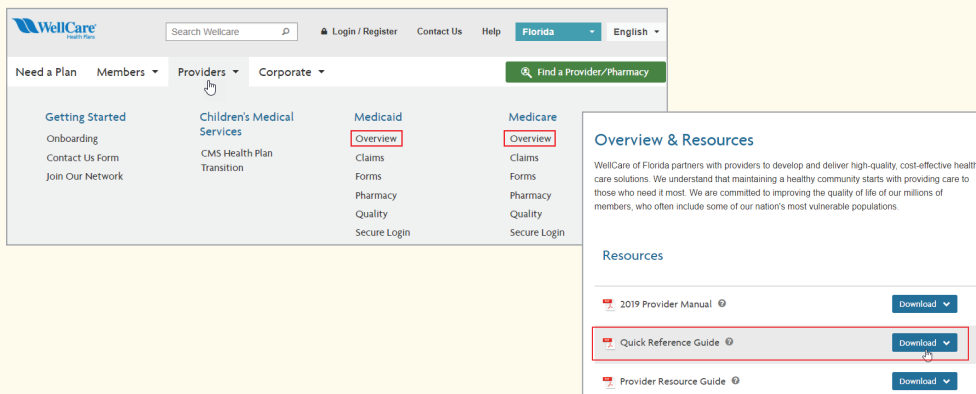 WellCare
Health Plans
Search Wellcare
Login / Register
Contact Us
Help
Florida
English
Need a Plan
Members
Providers
Corporate
Find a Provider/Pharmacy
Getting Started
Onboarding
Contact Us Form
Join Our Network
Children's Medical
Services
CMS Health Plan
Transition
Medicaid
Overview
Claims
Forms
Pharmacy
Quality
Secure Login
Medicare
Overview
Claims
Forms
Pharmacy
Quality
Secure Login
Overview & Resources
WellCare of Florida partners with providers to develop and deliver high-quality, cost-effective health
care solutions. We understand that maintaining a healthy community starts with providing care to
those who need it most. We are committed to improving the quality of life of our millions of
members, who often include some of our nation's most vulnerable populations.
Resources
2019 Provider Manual
Download
Quick Reference Guide
Download
Provider Resource Guide
Download